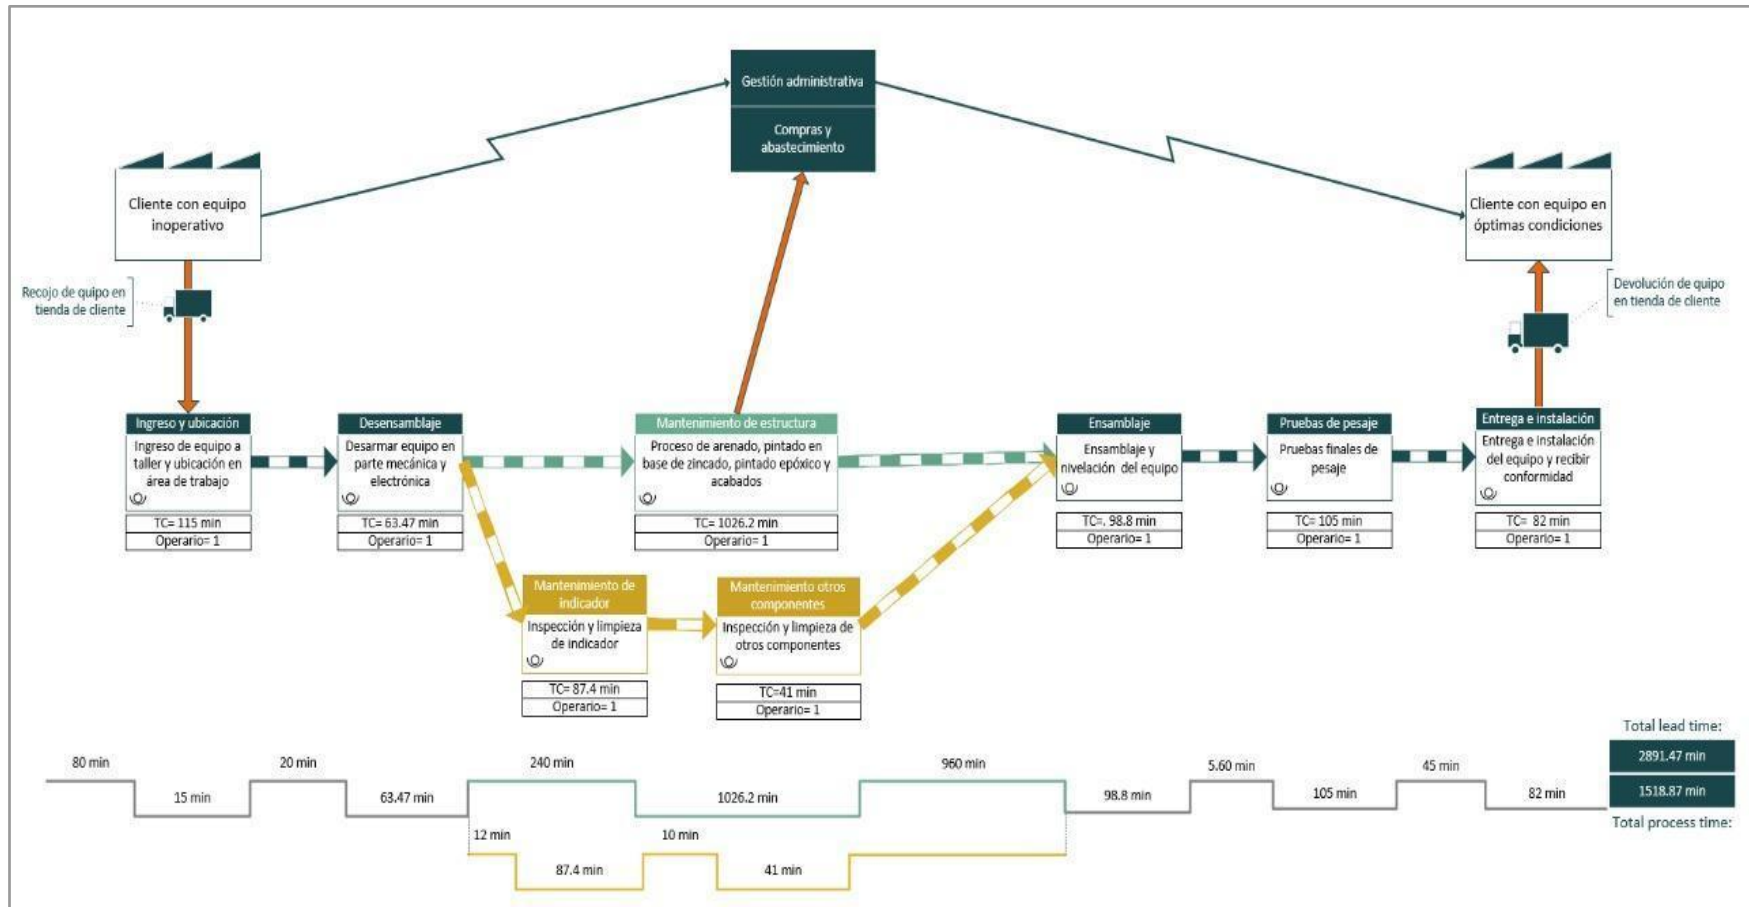 Gestión administrativa
Compras y
abastecimiento
Cliente con equipo
inoperativo
Cliente con equipo en
óptimas condiciones
Recojo de quipo en
tienda de cliente
Devolución de quipo
en tienda de cliente
Ingreso y ubicación
Ingreso de equipo a
taller y ubicación en
área de trabajo
TC= 115 min
Operario= 1
Desensamblaje
Desarmar equipo en
parte mecánica y
electrónica
TC= 63.47min
Operario= 1
Mantenimiento de estructura
Proceso de arenado, pintado en
base de zincado, pintado epóxico y
acabados
TC= 1026.2 min
Operario= 1
Ensamblaje
Ensamblaje y
nivelación del equipo
TC=. 98.8 min
Operario= 1
Pruebas de pesaje
Pruebas finales de
pesaje
TC= 105 min
Operario= 1
Entrega e instalación
Entrega e instalación
del equipo y recibir
conformidad
TC= 82 min
Operario= 1
Mantenimiento de
indicador
Inspección y limpieza
de indicador
TC= 87.4 min
Operario= 1
Mantenimiento otros
componentes
Inspección y limpieza de
otros componentes
TC=41 min
Operario= 1
80 min
15 min
20 min
63.47 min
240 min
1026.2 min
960 min
98.8 min
5.60 min
105 min
45 min
82 min
12 min
87.4 min
10 min
41 min
Total lead time:
2891.47 min
1518.87 min
Total process time: